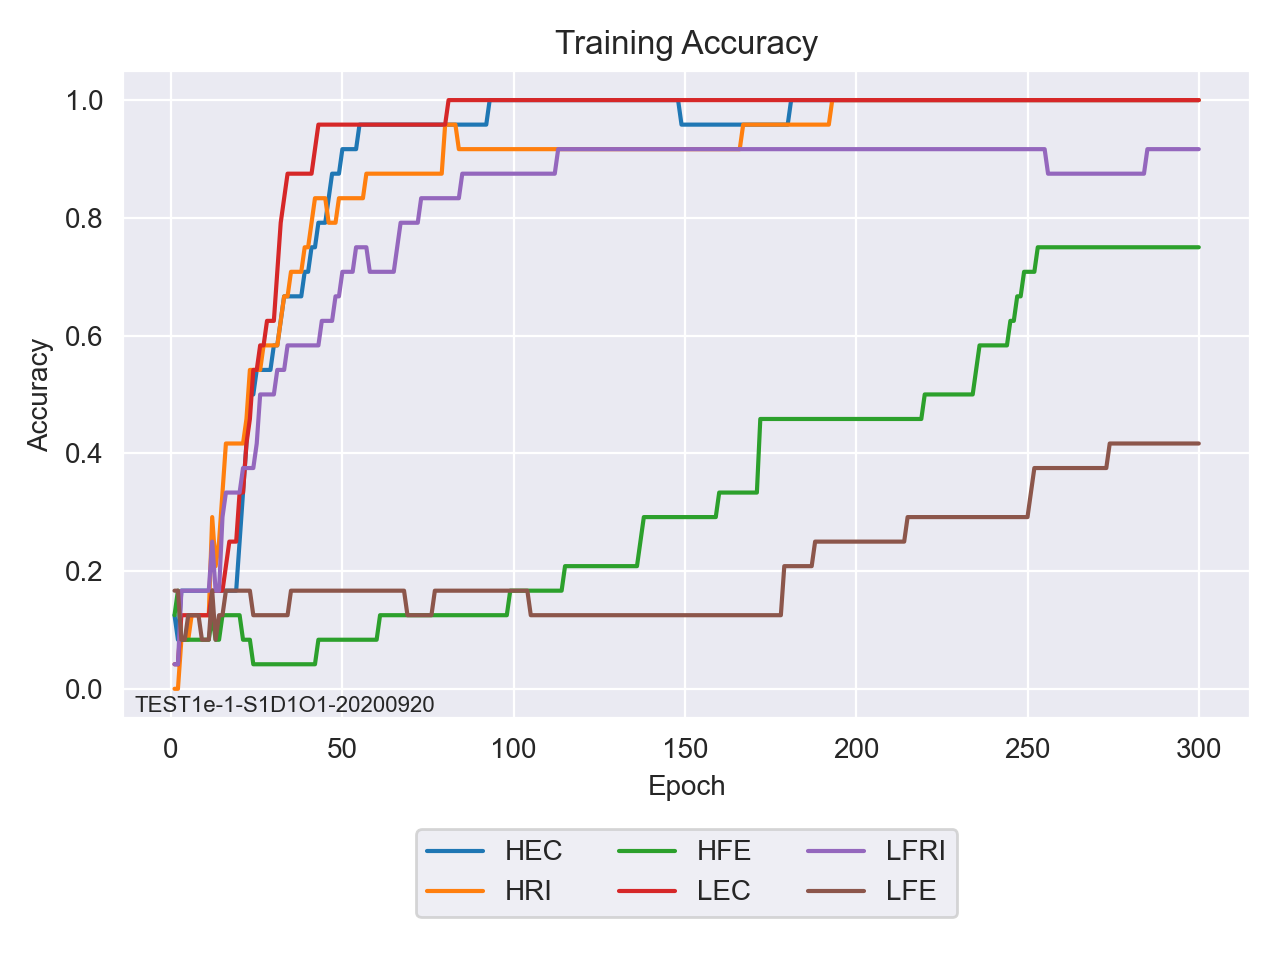 Training Accuracy
1.0
0.8
0.6
0.4
0.2
0.0
Accuracy
TEST1e-1-S1D1O1-20200920
0 50 100 150 200 250 300
Epoch
HEC HFE LFRI
HRI LEC LFE